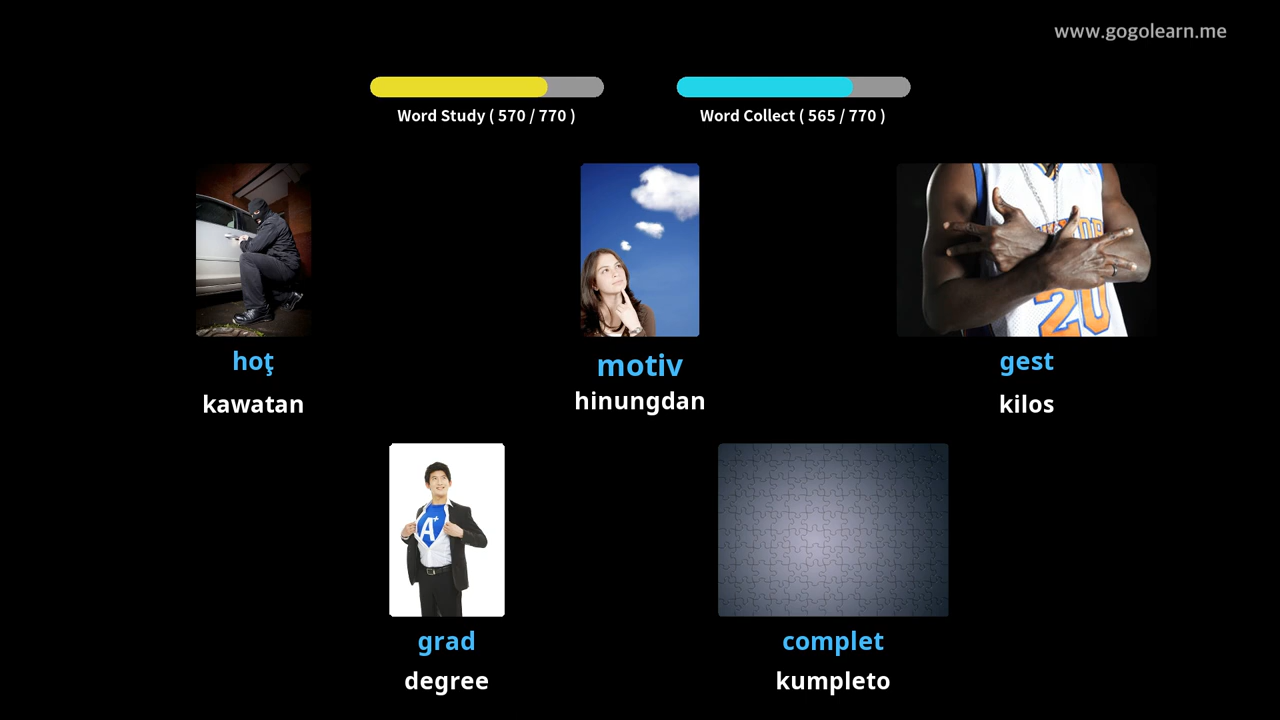 www.gogolearn.me
Word Study ( 570 / 770 )
Word Collect ( 565 / 770 )
20
hoţ
motiv
gest
kawatan
hinungdan
kilos
A+
grad
complet
degree
kumpleto